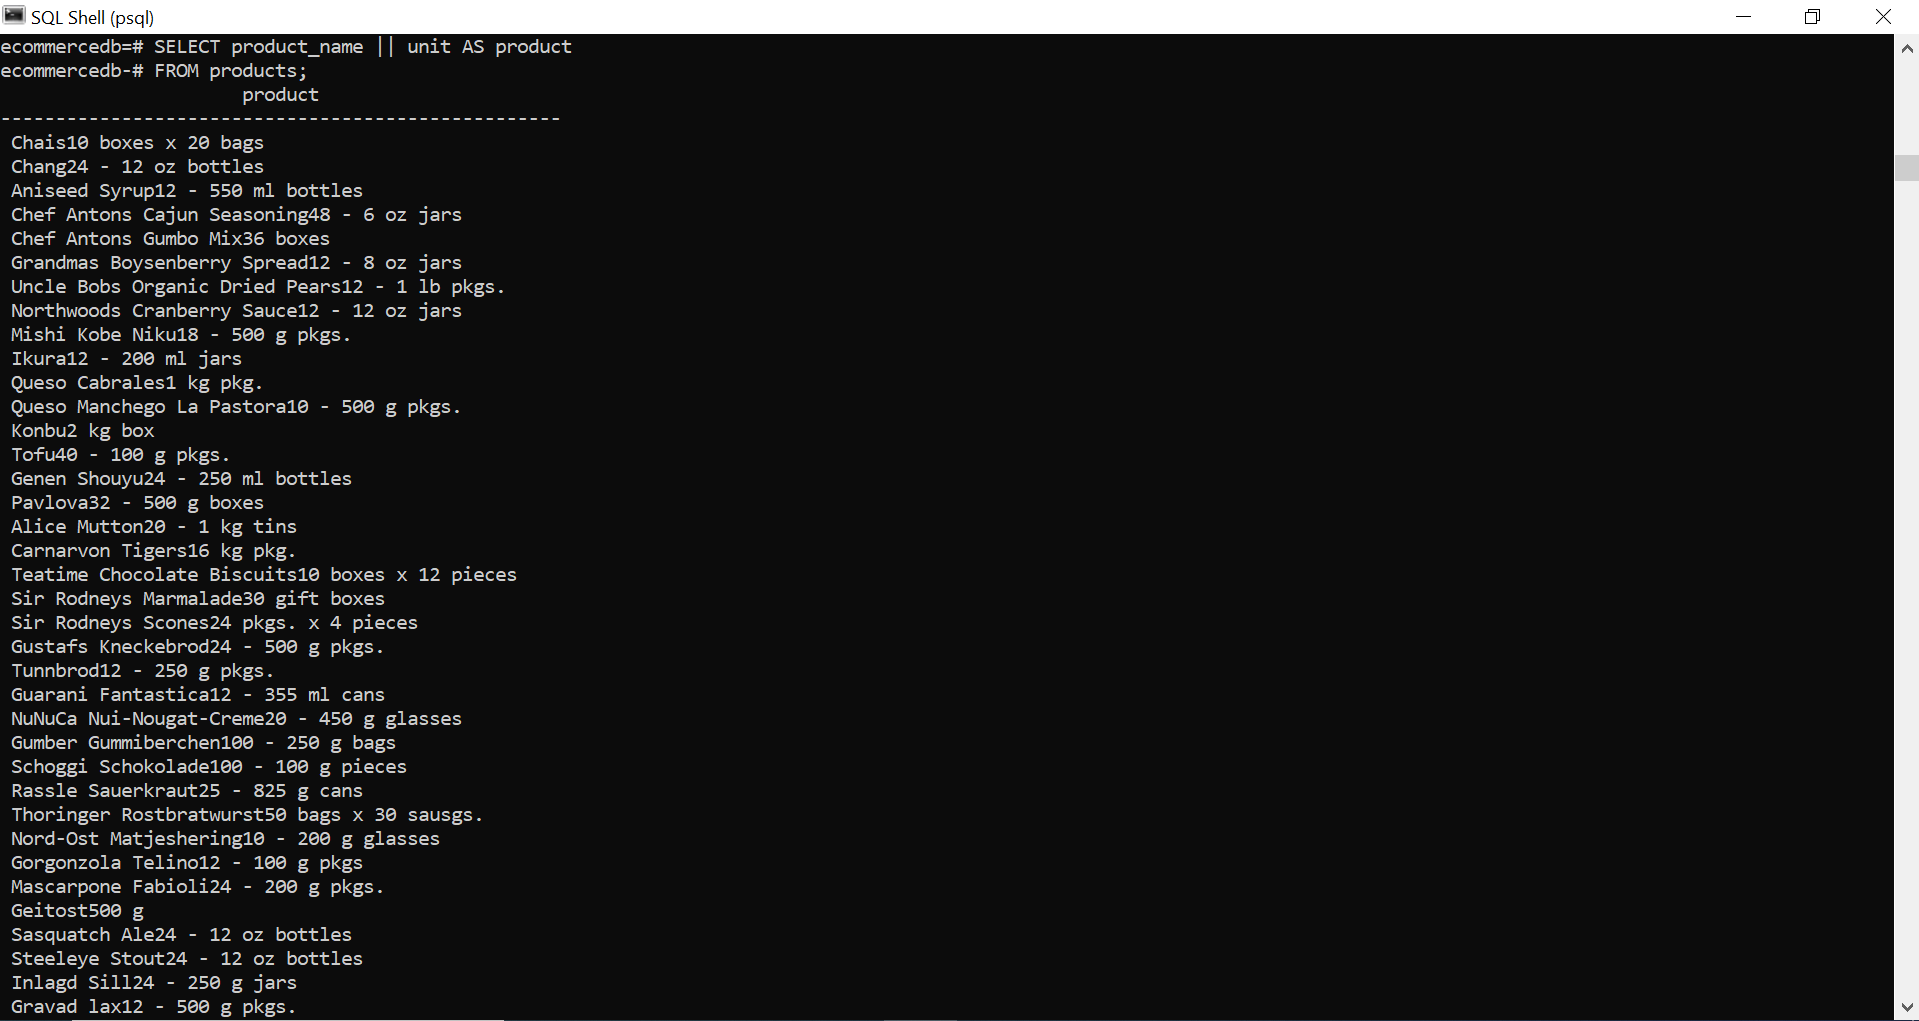 SQL Shell (psql)
ecommercedb=# SELECT product_name || unit AS product
ecommercedb-# FROM products;
product
---------------------------------------------------
Chais10 boxes x 20 bags
Chang24 - 12 oz bottles
Aniseed Syrup12 - 550 ml bottles
Chef Antons Cajun Seasoning48 - 6 oz jars
Chef Antons Gumbo Mix36 boxes
Grandmas Boysenberry Spread12 - 8 oz jars
Uncle Bobs Organic Dried Pears12 - 1 lb pkgs.
Northwoods Cranberry Sauce12 - 12 oz jars
Mishi Kobe Niku18 - 500 g pkgs.
Ikura12 - 200 ml jars
Queso Cabrales1 kg pkg.
Queso Manchego La Pastora10 - 500 g pkgs.
Konbu2 kg box
Tofu40 - 100 g pkgs.
Genen Shouyu24 - 250 ml bottles
Pavlova32 - 500 g boxes
Alice Mutton20 - 1 kg tins
Carnarvon Tigers16 kg pkg.
Teatime Chocolate Biscuits10 boxes x 12 pieces
Sir Rodneys Marmalade30 gift boxes
Sir Rodneys Scones24 pkgs. x 4 pieces
Gustafs Kneckebrod24 - 500 g pkgs.
Tunnbrod12 - 250 g pkgs.
Guarani Fantastica12 - 355 ml cans
NuNuCa Nui-Nougat-Creme20 - 450 g glasses
Gumber Gummiberchen100 - 250 g bags
Schoggi Schokolade100 - 100 g pieces
Rassle Sauerkraut25 - 825 g cans
Thoringer Rostbratwurst50 bags x 30 sausgs.
Nord-Ost Matjeshering10 - 200 g glasses
Gorgonzola Telino12 - 100 g pkgs
Mascarpone Fabioli24 - 200 g pkgs.
Geitost500 g
Sasquatch Ale24 - 12 oz bottles
Steeleye Stout24 - 12 oz bottles
Inlagd Sill24 - 250 g jars
Gravad lax12 - 500 g pkgs.